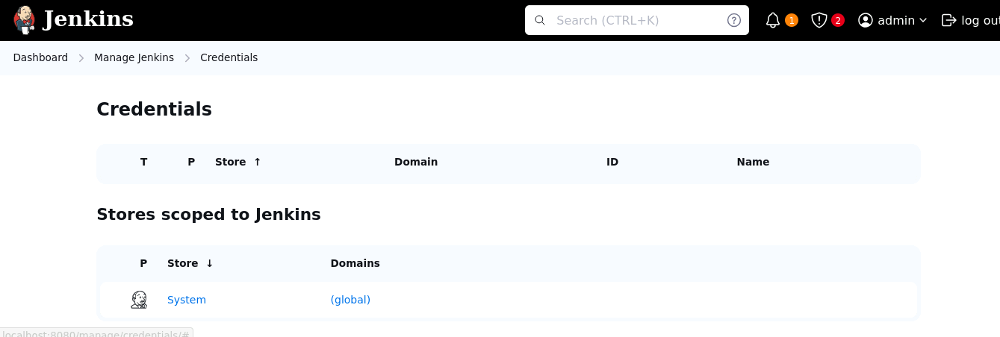 Jenkins
Search (CTRL+K)
1
2
admin
log out
Dashboard
Manage Jenkins
Credentials
Credentials
T P Store ↑ Domain ID Name
Stores scoped to Jenkins
P Store ↓ Domains
System (global)
localhost:8080/manage/credentials/#